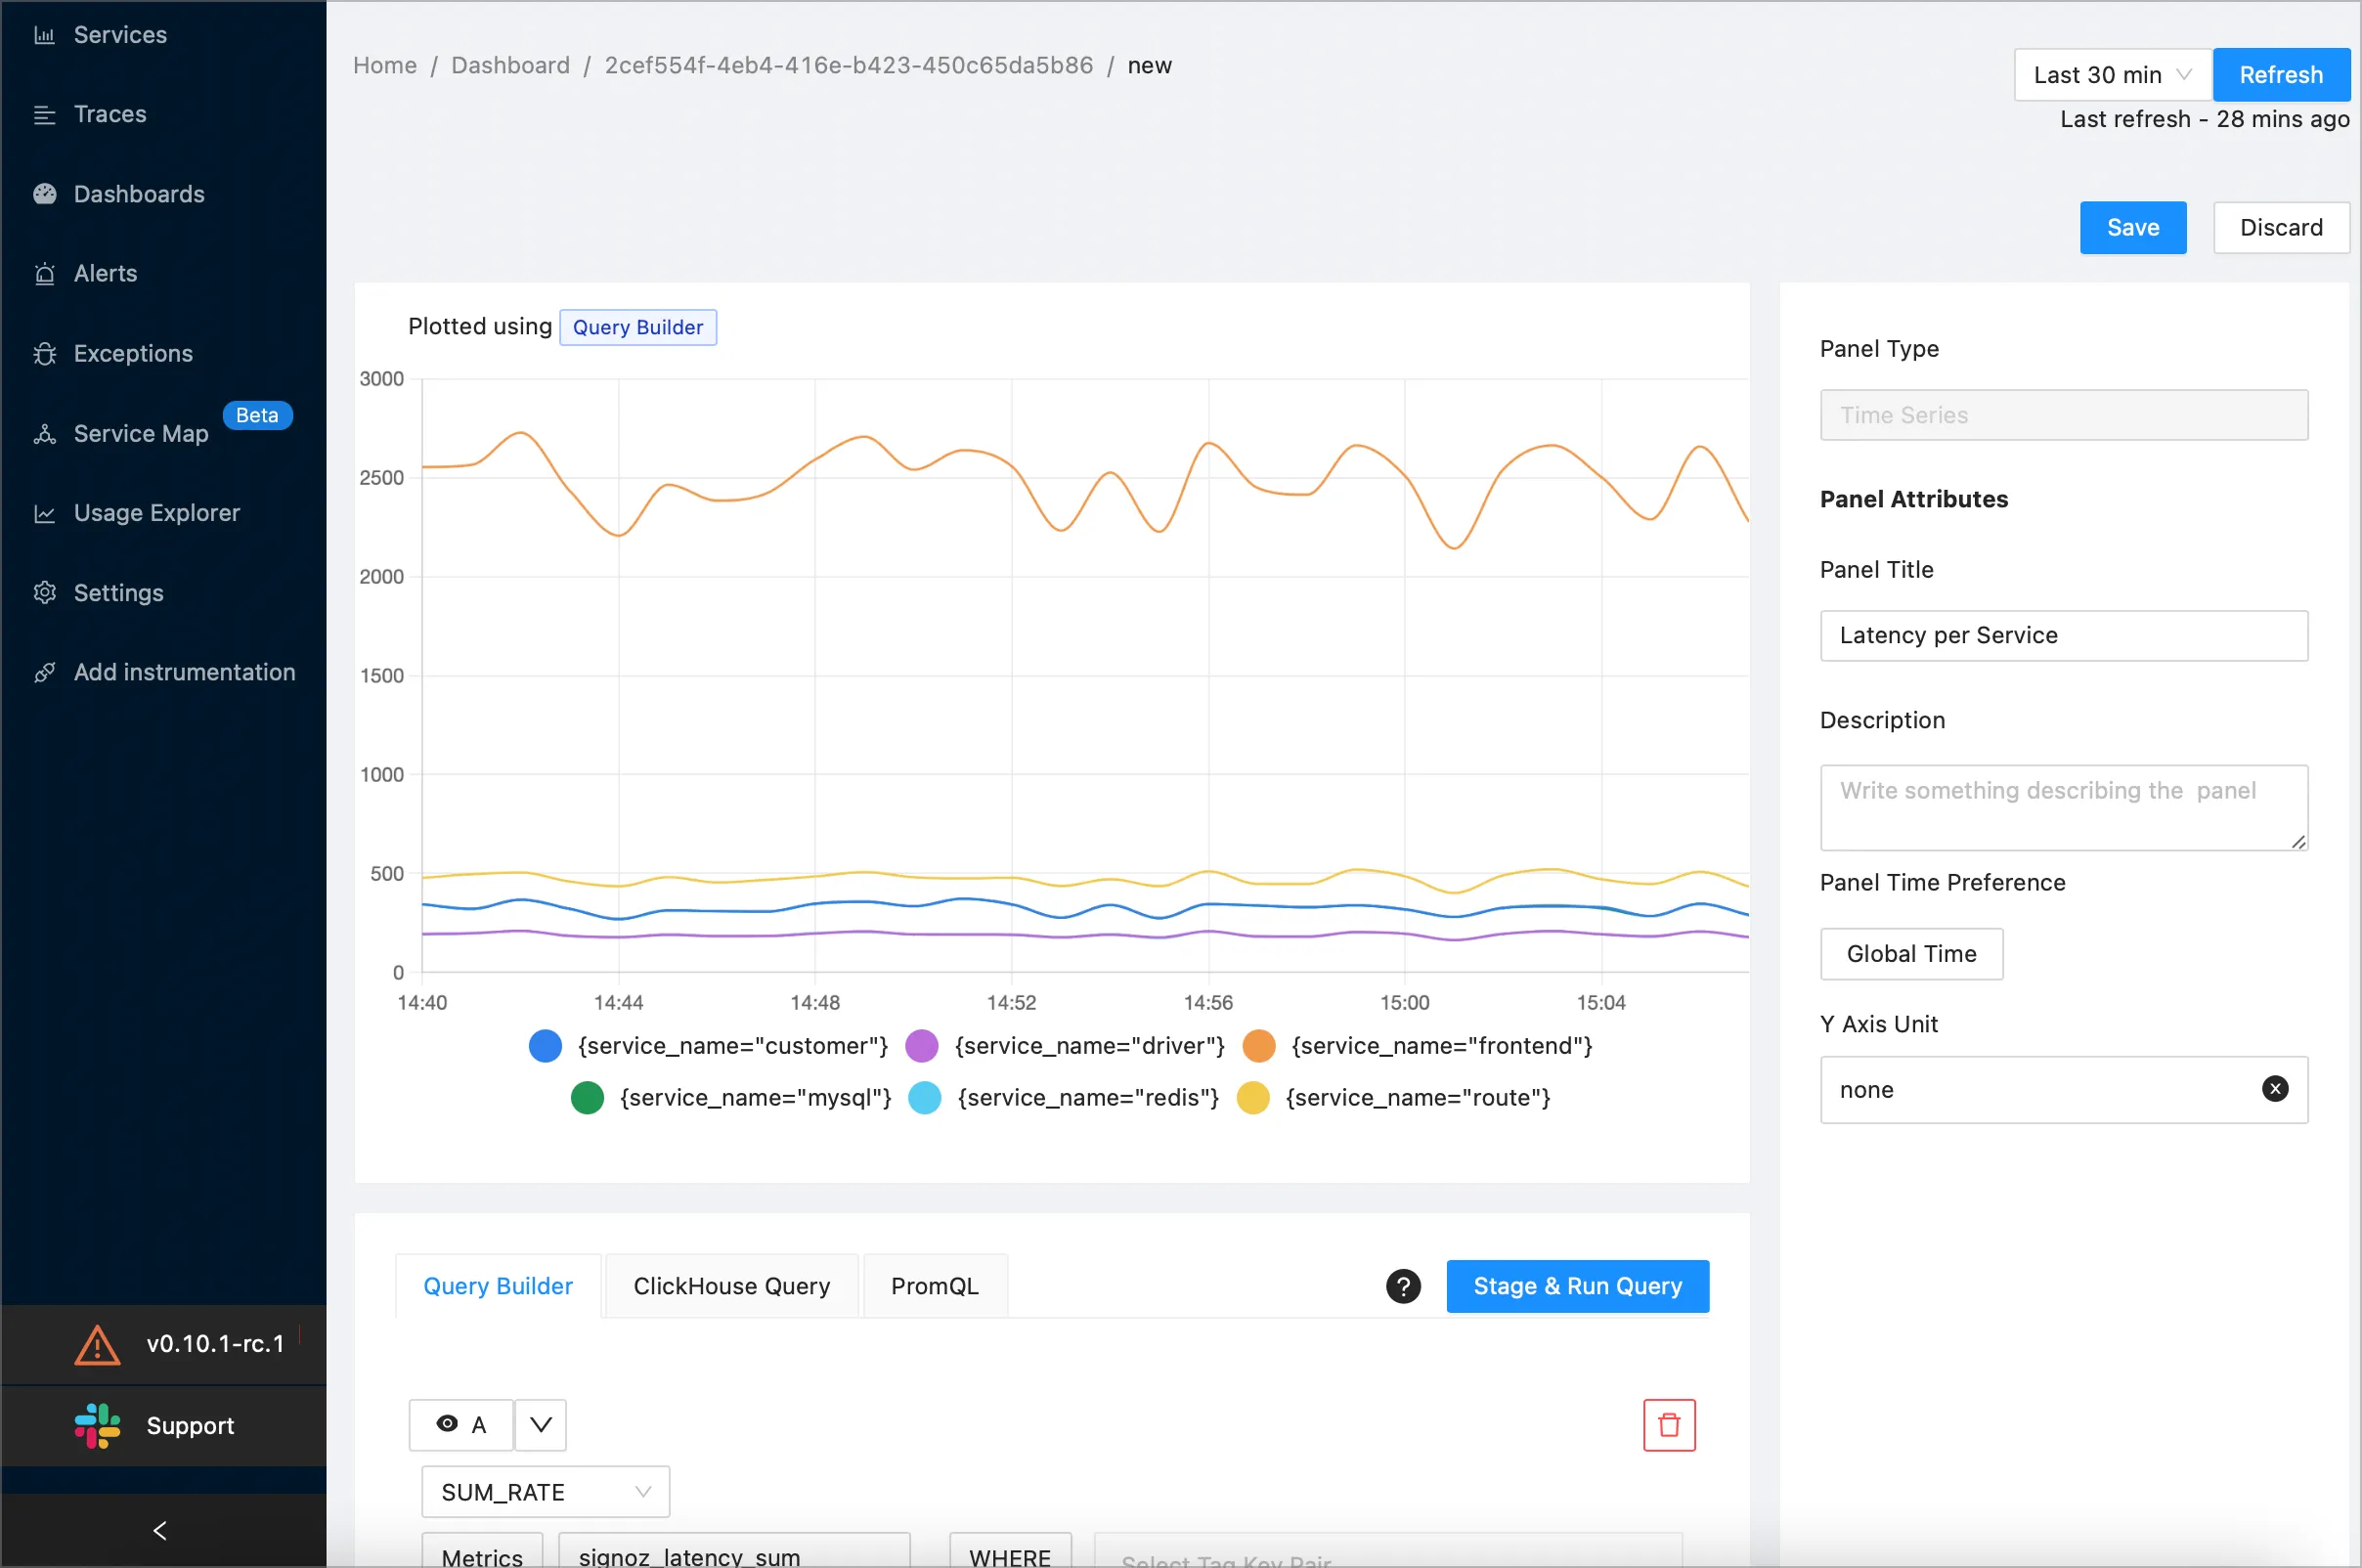 Services
Traces
Dashboards
Alerts
Exceptions
Service Map
Beta
Usage Explorer
Settings
Add instrumentation
v0.10.1-rc.1
Support
Home / Dashboard / 2cef554f-4eb4-416e-b423-450c65da5b86 / new
Last 30 min
Refresh
Last refresh - 28 mins ago
Save
Discard
Plotted using Query Builder
3000
2500
2000
1500
1000
500
0
14:40 14:44 14:48 14:52 14:56 15:00 15:04
{service_name="customer"} {service_name="driver"} {service_name="frontend"}
{service_name="mysql"} {service_name="redis"} {service_name="route"}
Panel Type
Time Series
Panel Attributes
Panel Title
Latency per Service
Description
Write something describing the  panel
Panel Time Preference
Global Time
Y Axis Unit
none
Query Builder ClickHouse Query PromQL
Stage & Run Query
A
SUM_RATE
Metrics signoz_latency_sum WHERE Select Tag Key Pair